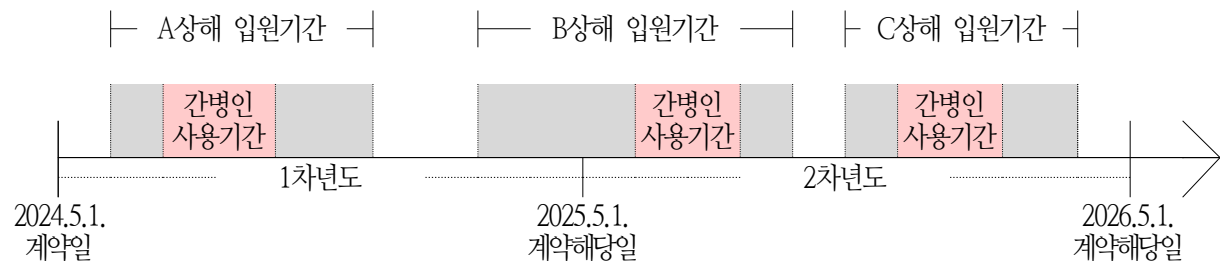 A상해 입원기간
B상해 입원기간
C상해 입원기간
간병인
사용기간
간병인
사용기간
간병인
사용기간
1차년도
2차년도
2024.5.1.
계약일
2025.5.1.
계약해당일
2026.5.1.
계약해당일